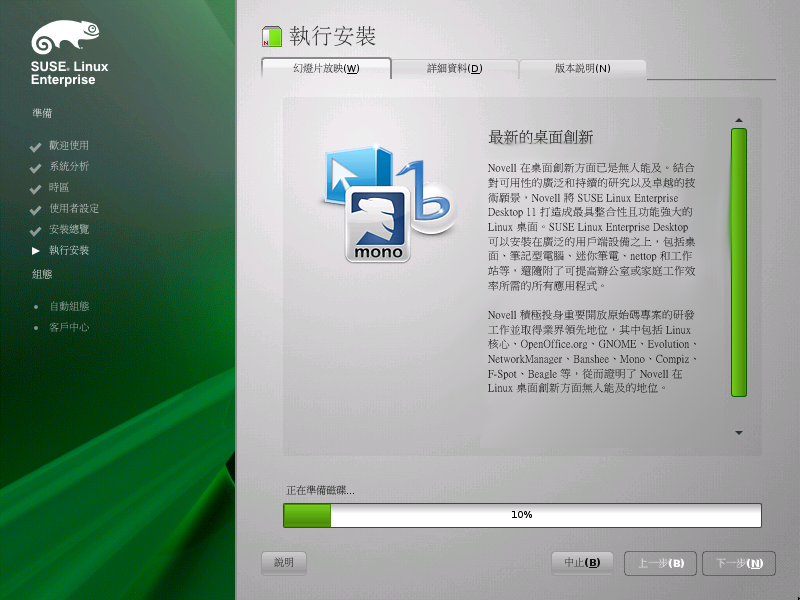 SUSE® Linux
Enterprise
準備
歡迎使用
系統分析
時區
使用者設定
安裝總覽
執行安裝
組態
自動組態
客戶中心
執行安裝
幻燈片放映(W)
詳細資料(D)
版本說明(N)
mono
最新的桌面創新
Novell 在桌面創新方面已是無人能及。結合
對可用性的廣泛和持續的研究以及卓越的技
術願景,Novell 將 SUSE Linux Enterprise
Desktop 11 打造成最具整合性且功能強大的
Linux 桌面。SUSE Linux Enterprise Desktop
可以安裝在廣泛的用戶端設備之上,包括桌
面、筆記型電腦、迷你筆電、nettop 和工作
站等,還隨附了可提高辦公室或家庭工作效
率所需的所有應用程式。
Novell 積極投身重要開放原始碼專案的研發
工作並取得業界領先地位,其中包括 Linux
核心、OpenOffice.org、GNOME、Evolution、
NetworkManager、Banshee、Mono、Compiz、
F-Spot、Beagle 等,從而證明了 Novell 在
Linux 桌面創新方面無人能及的地位。
正在準備磁碟...
10%
說明
中止(B)
上一步(B)
下一步(N)